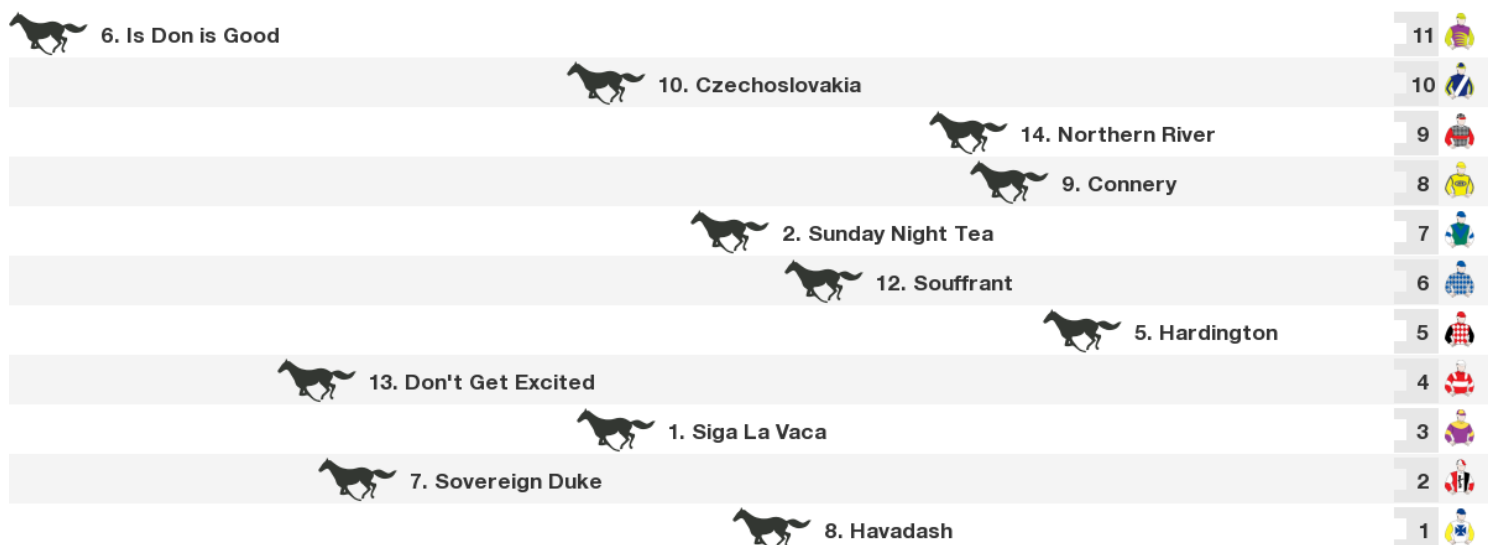 6. Is Don is Good 11
10. Czechoslovakia 10
14. Northern River 9
9. Connery 8
2. Sunday Night Tea 7
12. Souffrant 6
5. Hardington 5
13. Don't Get Excited 4
1. Siga La Vaca 3
7. Sovereign Duke 2
8. Havadash 1